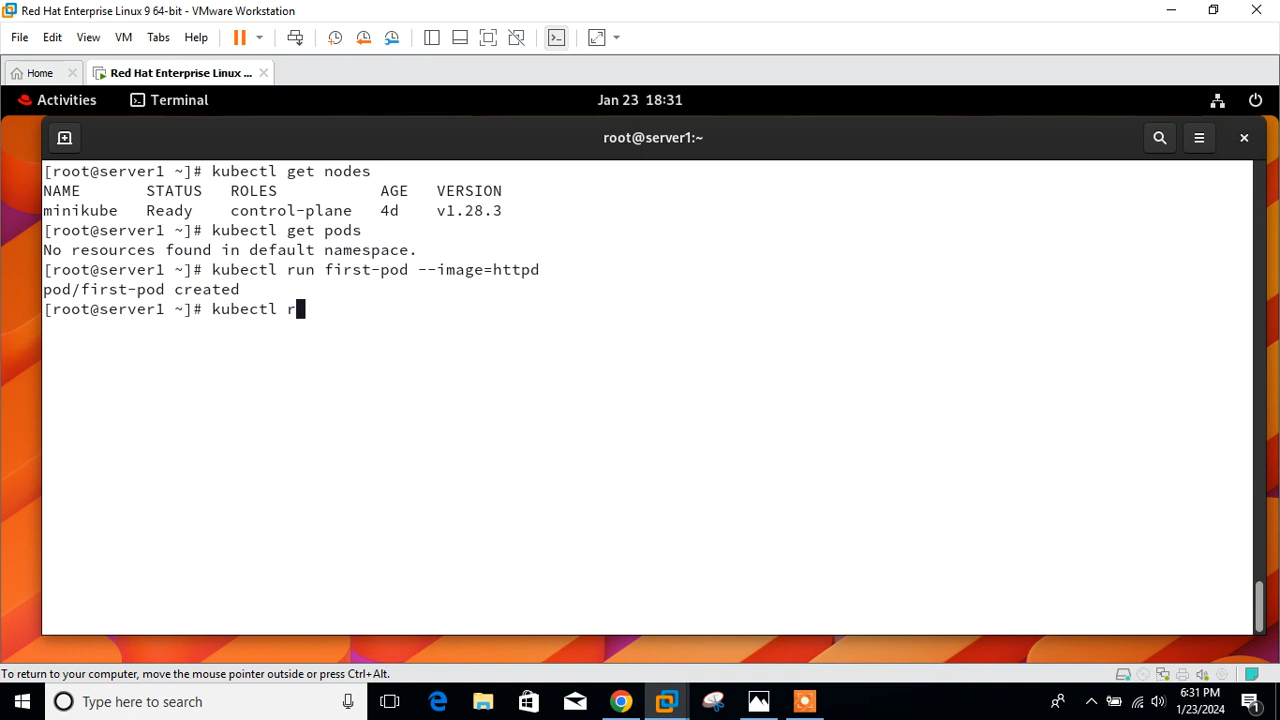 Red Hat Enterprise Linux 9 64-bit - VMware Workstation
File Edit View VM Tabs Help
Home Red Hat Enterprise Linux ...
Activities Terminal Jan 23 18:31
root@server1:~
[root@server1 ~]# kubectl get nodes
NAME STATUS ROLES AGE VERSION
minikube Ready control-plane 4d v1.28.3
[root@server1 ~]# kubectl get pods
No resources found in default namespace.
[root@server1 ~]# kubectl run first-pod --image=httpd
pod/first-pod created
[root@server1 ~]# kubectl r
To return to your computer, move the mouse pointer outside or press Ctrl+Alt.
Type here to search
6:31 PM
1/23/2024
1